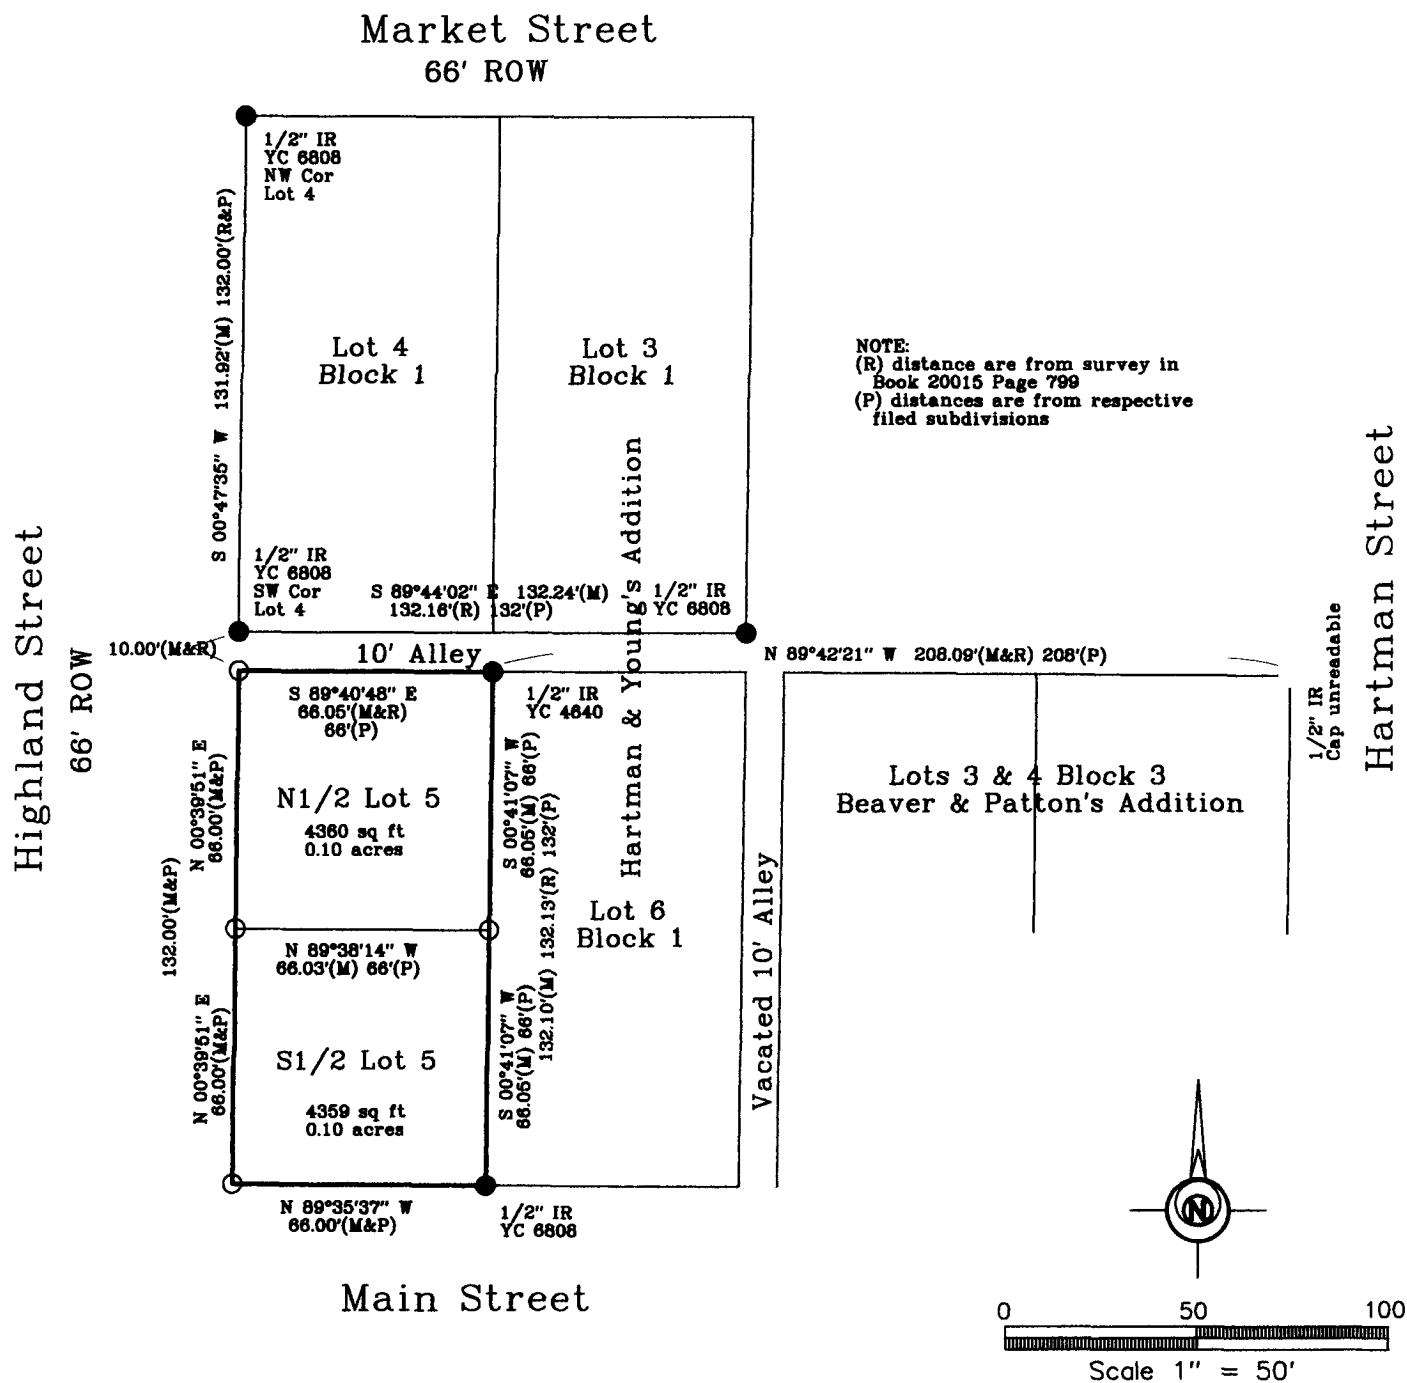 Market Street
66' ROW
1/2" IR
YC 6808
NW Cor
Lot 4
S 00°47'35" W 131.92'(M) 132.00'(R&P)
Lot 4
Block 1
Lot 3
Block 1
NOTE:
(R) distance are from survey in
Book 20015 Page 799
(P) distances are from respective
filed subdivisions
Hartman & Young's Addition
Highland Street
66' ROW
Hartman Street
1/2" IR
YC 6808
SW Cor
Lot 4
S 89°44'02" E 132.24'(M)
132.16'(R) 132'(P)
1/2" IR
YC 6808
10.00'(M&R)
10' Alley
N 89°42'21" W 208.09'(M&R) 208'(P)
1/2" IR
Cap unreadable
S 89°40'48" E
66.05'(M&R)
66'(P)
1/2" IR
YC 4640
N 00°39'51" E
66.00'(M&P)
N1/2 Lot 5
4360 sq ft
0.10 acres
S 00°41'07" W
66.05'(M) 66'(P)
Lots 3 & 4 Block 3
Beaver & Patton's Addition
132.00'(M&P)
132.10'(M) 132.13'(R) 132'(P)
Lot 6
Block 1
Vacated 10' Alley
N 89°38'14" W
66.03'(M) 66'(P)
N 00°39'51" E
66.00'(M&P)
S1/2 Lot 5
4359 sq ft
0.10 acres
S 00°41'07" W
66.05'(M) 66'(P)
N 89°35'37" W
66.00'(M&P)
1/2" IR
YC 6808
N
Main Street
0 50 100
Scale 1" = 50'